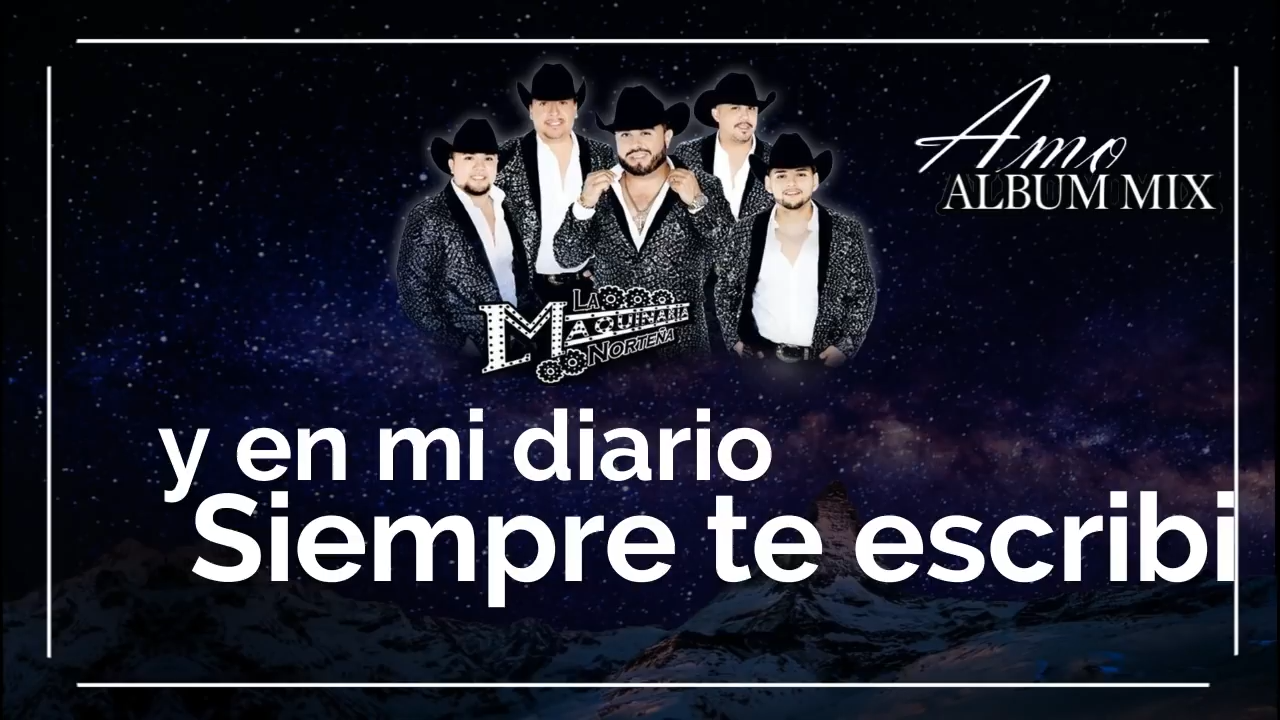 Amo
ALBUM MIX
LA
MAQUINARIA
NORTEÑA
y en mi diario
Siempre te escribi